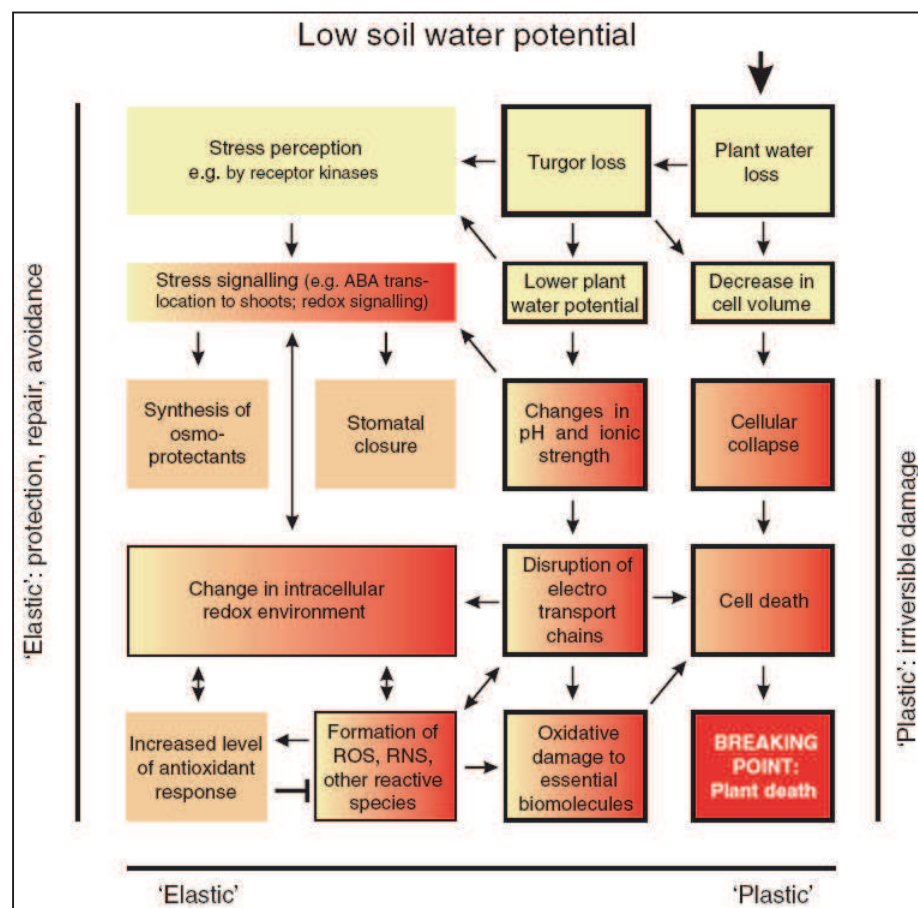 Low soil water potential
Stress perception
e.g. by receptor kinases
Turgor loss
Plant water
loss
Stress signalling (e.g. ABA trans-
location to shoots; redox signalling)
Lower plant
water potential
Decrease in
cell volume
Synthesis of
osmo-
protectants
Stomatal
closure
Changes in
pH and ionic
strength
Cellular
collapse
Change in intracellular
redox environment
Disruption of
electro
transport
chains
Cell death
Increased level
of antioxidant
response
Formation of
ROS, RNS,
other reactive
species
Oxidative
damage to
essential
biomolecules
BREAKING
POINT:
Plant death
'Elastic': protection, repair, avoidance
'Plastic': irriversible damage
'Elastic'
'Plastic'